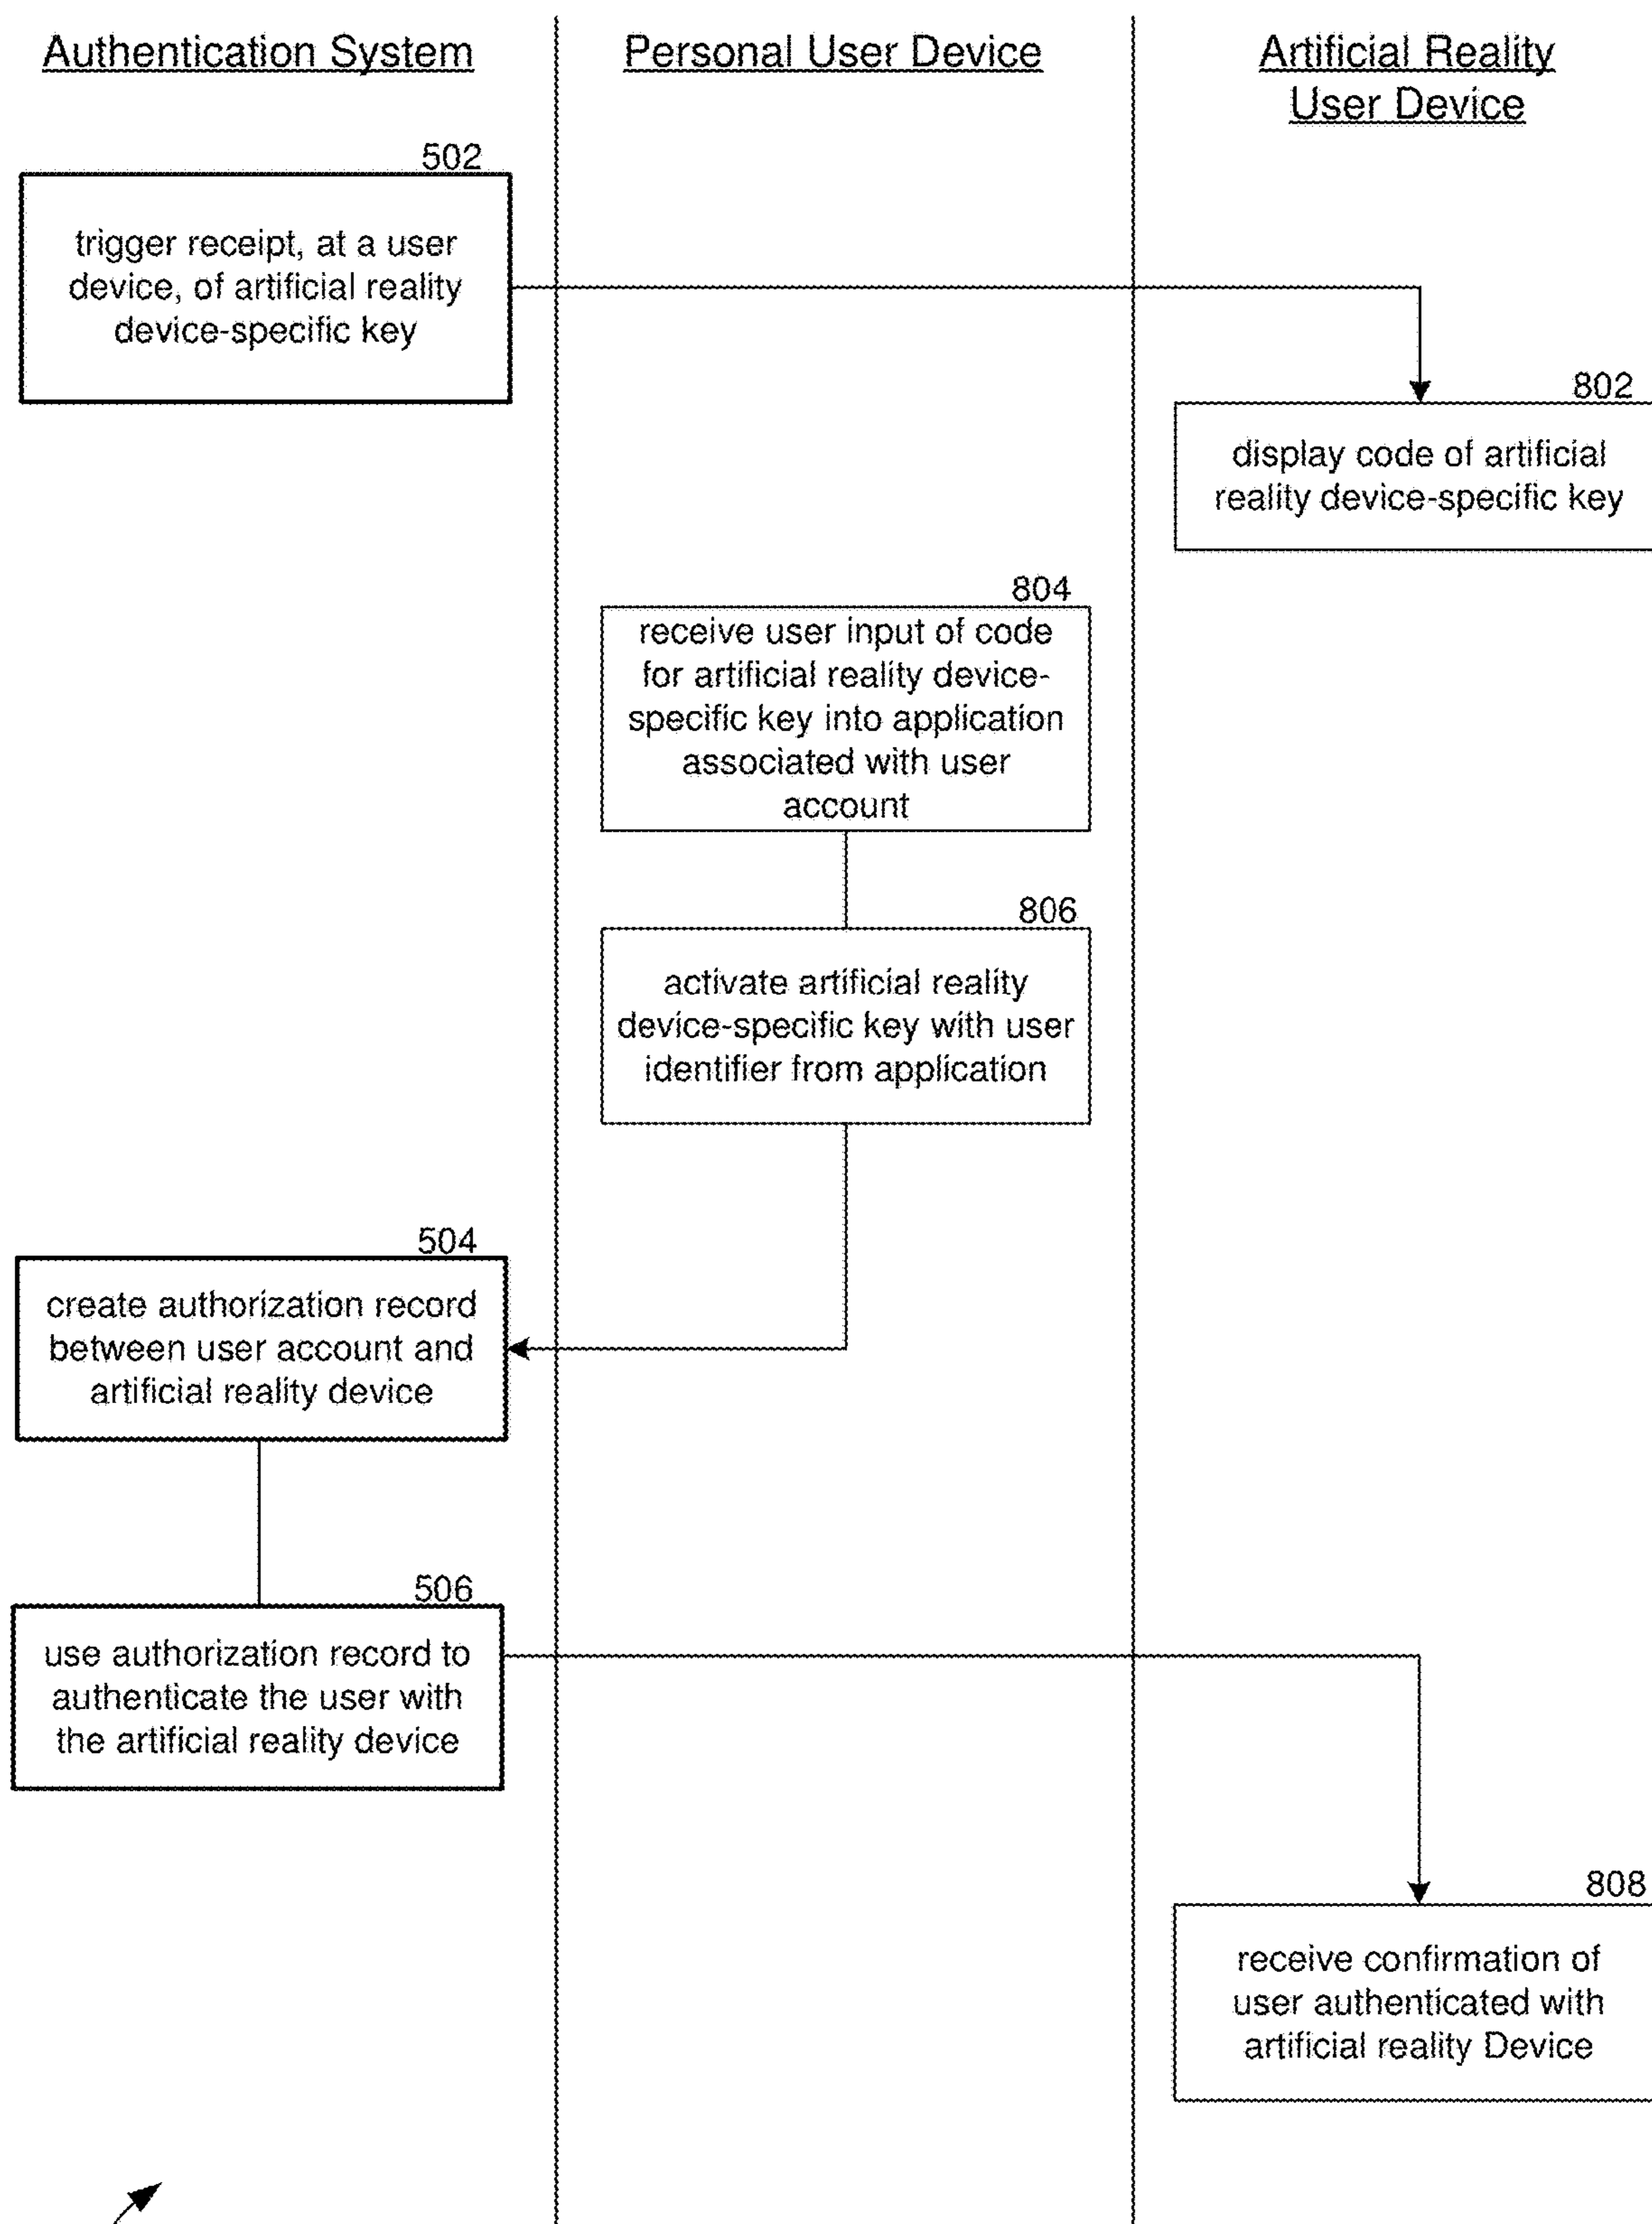 Authentication System
Personal User Device
Artificial Reality
User Device
502
trigger receipt, at a user
device, of artificial reality
device-specific key
802
display code of artificial
reality device-specific key
804
receive user input of code
for artificial reality device-
specific key into application
associated with user
account
806
activate artificial reality
device-specific key with user
identifier from application
504
create authorization record
between user account and
artificial reality device
506
use authorization record to
authenticate the user with
the artificial reality device
808
receive confirmation of
user authenticated with
artificial reality Device